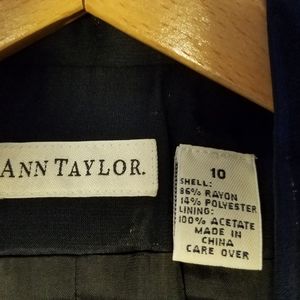 ANN TAYLOR.
10
SHELL:
86% RAYON
14% POLYESTER
LINING:
100% ACETATE
MADE IN
CHINA
CARE OVER